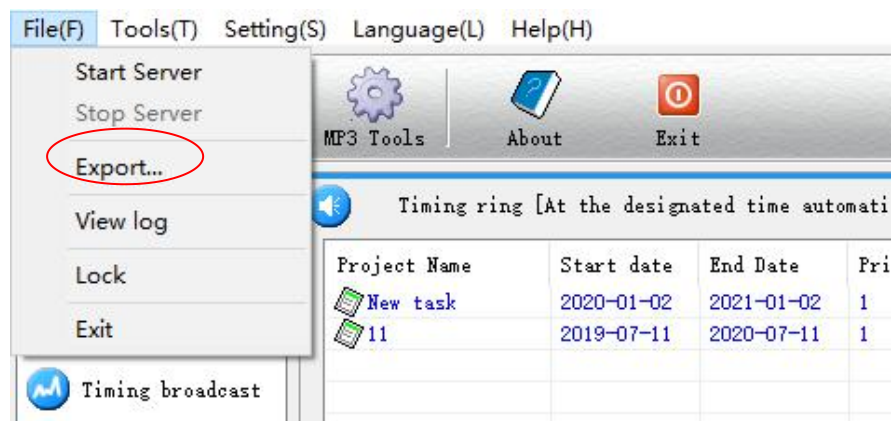 File(F) Tools(T) Setting(S) Language(L) Help(H)
Start Server
Stop Server
Export...
View log
Lock
Exit
MP3 Tools About Exit
Timing ring [At the designated time automati
Project Name Start date End Date Pri
New task 2020-01-02 2021-01-02 1
11 2019-07-11 2020-07-11 1
Timing broadcast